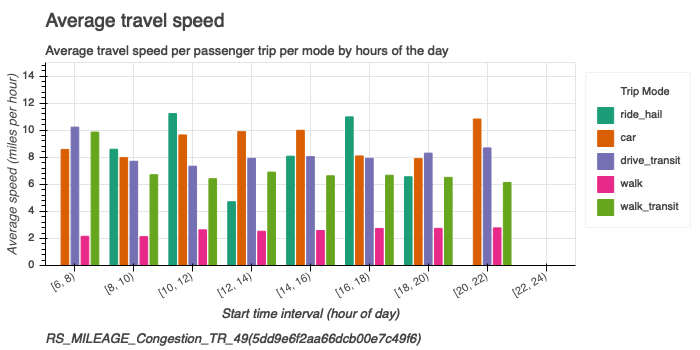 Average travel speed
Average travel speed per passenger trip per mode by hours of the day
Average speed (miles per hour)
14
12
10
8
6
4
2
0
[6, 8)
[8, 10)
[10, 12)
[12, 14)
[14, 16)
[16, 18)
[18, 20)
[20, 22)
[22, 24)
Start time interval (hour of day)
Trip Mode
ride_hail
car
drive_transit
walk
walk_transit
RS_MILEAGE_Congestion_TR_49(5dd9e6f2aa66dcb00e7c49f6)